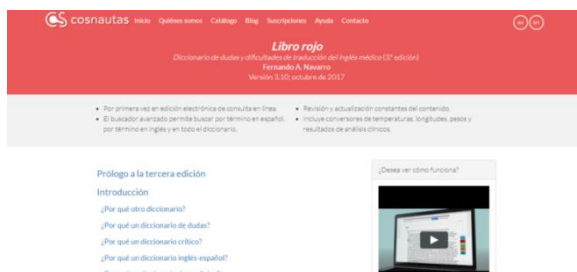 cosnautas Inicio Quiénes somos Catálogo Blog Suscripciones Ayuda Contacto
Libro rojo
Diccionario de dudas y dificultades de traducción del inglés médico (3.ª edición)
Fernando A. Navarro
Versión 3.10: octubre de 2017
Por primera vez en edición electrónica de consulta en línea.
El buscador avanzado permite buscar por término en español,
por término en inglés y en todo el diccionario.
Revisión y actualización constantes del contenido.
Incluye conversores de temperaturas, longitudes, pesos y
resultados de análisis clínicos.
Prólogo a la tercera edición
Introducción
¿Por qué otro diccionario?
¿Por qué un diccionario de dudas?
¿Por qué un diccionario crítico?
¿Por qué un diccionario inglés-español?
¿Desea ver cómo funciona?